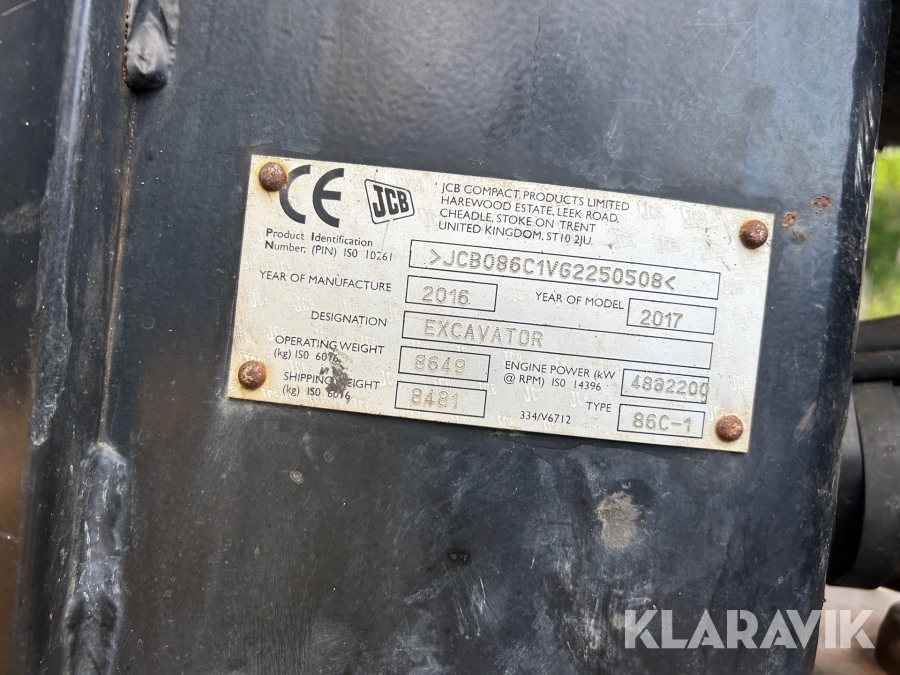 CE JCB
JCB COMPACT PRODUCTS LIMITED
HAREWOOD ESTATE, LEEK ROAD,
CHEADLE, STOKE ON TRENT
UNITED KINGDOM, ST10 2JU.
Product Identification
Number, (PIN) ISO 10261 >JCB086C1VG2250508<
YEAR OF MANUFACTURE 2016 YEAR OF MODEL 2017
DESIGNATION EXCAVATOR
OPERATING WEIGHT
(kg) ISO 6016 8649
ENGINE POWER (kW
@ RPM) ISO 14396 48@2200
SHIPPING WEIGHT
(kg) ISO 6016 8481
334/V6712 TYPE 86C-1
KLARAVIK